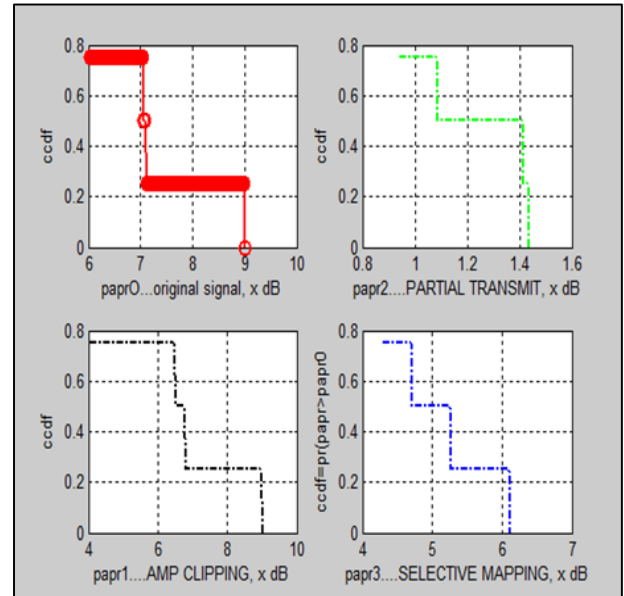 0.8
0.6
0.4
0.2
0
ccdf
6 7 8 9 10
papr0...original signal, x dB
0.8
0.6
0.4
0.2
0
ccdf
0.8 1 1.2 1.4 1.6
papr2....PARTIAL TRANSMIT, x dB
0.8
0.6
0.4
0.2
0
ccdf
4 6 8 10
papr1....AMP CLIPPING, x dB
0.8
0.6
0.4
0.2
0
ccdf=pr(papr>papr0
4 5 6 7
papr3....SELECTIVE MAPPING, x dB